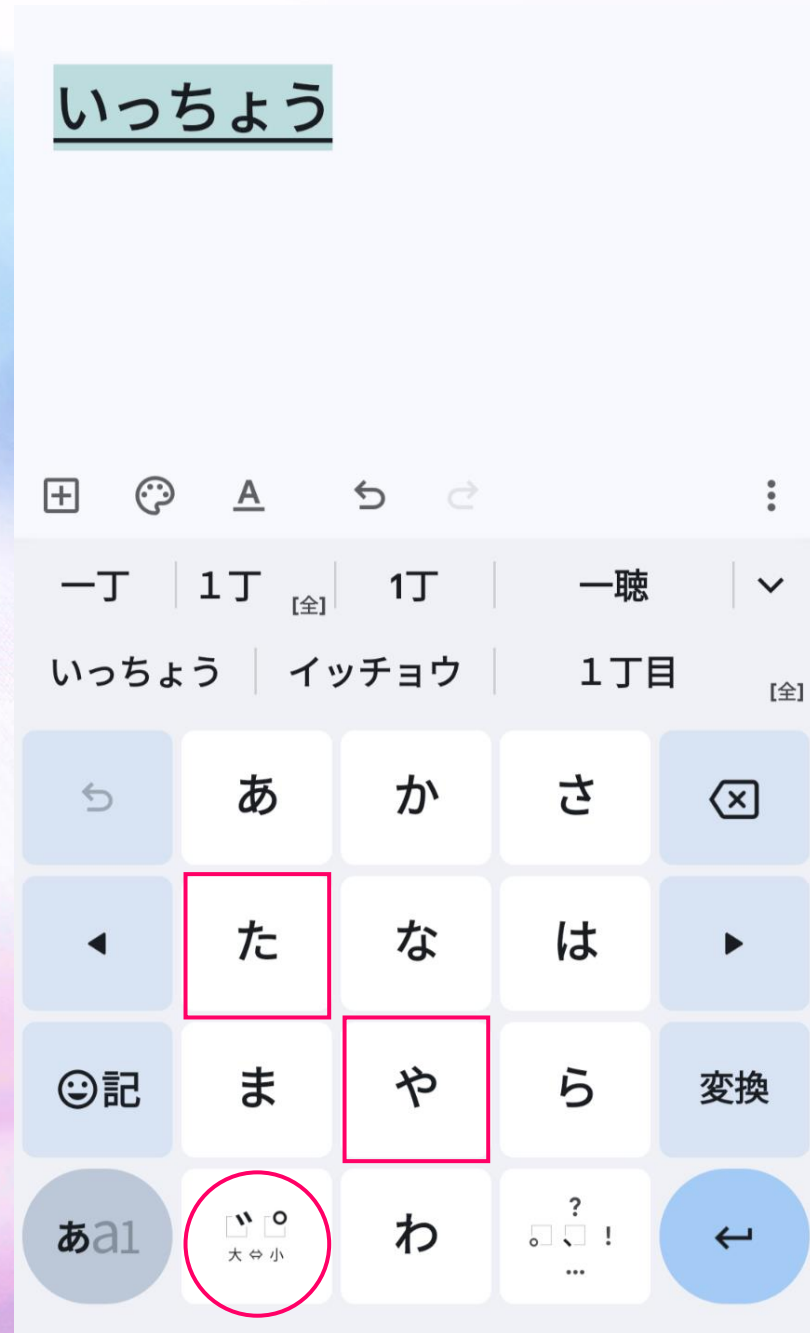 いっちょう
A
一丁 １丁 [全] 1丁 一聴
いっちょう イッチョウ １丁目 [全]
あ か さ
た な は
記 ま や ら 変換
あa1 ゛゜ 大⇔小 わ 。、?!…